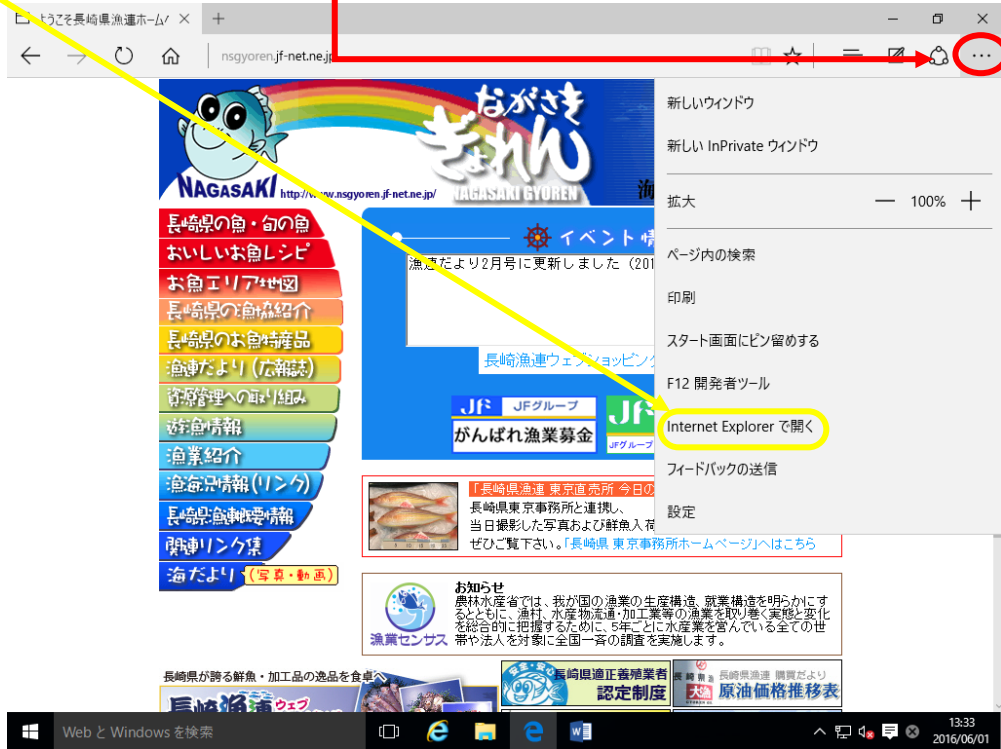 ようこそ長崎県漁連ホームペ
nsgyoren.jf-net.ne.jp
ながさき
ぎょれん
NAGASAKI http://www.nsgyoren.jf-net.ne.jp/ NAGASAKI GYOREN 海
新しいウィンドウ
新しい InPrivate ウィンドウ
拡大 100%
ページ内の検索
印刷
スタート画面にピン留めする
F12 開発者ツール
Internet Explorer で開く
フィードバックの送信
設定
長崎県の魚・旬の魚
おいしいお魚レシピ
お魚エリア地図
長崎県の漁協紹介
長崎県のお魚特産品
漁連だより (広報誌)
資源管理への取り組み
遊漁情報
漁業紹介
漁海況情報(リンク)
長崎県漁連概要情報
関連リンク集
海だより (写真・動画)
イベント情
漁連だより2月号に更新しました (201
長崎漁連ウェブショッピング
JF JFグループ
がんばれ漁業募金
JF
JFグループ
「長崎県漁連 東京直売所 今日の
長崎県東京事務所と連携し、
当日撮影した写真および鮮魚入荷
ぜひご覧下さい。「長崎県 東京事務所ホームページ」へはこちら
お知らせ
農林水産省では、我が国の漁業の生産構造、就業構造を明らかにす
るとともに、漁村、水産物流通・加工業等の漁業を取り巻く実態と変化
を総合的に把握するために、5年ごとに水産業を営んでいる全ての世
帯や法人を対象に全国一斉の調査を実施します。
漁業センサス
長崎県が誇る鮮魚・加工品の逸品を食卓へ
長崎漁連ウェブ
安全・安心
長崎県適正養殖業者
認定制度
長崎県漁連 購買だより
原油価格推移表
Web と Windows を検索
13:33
2016/06/01